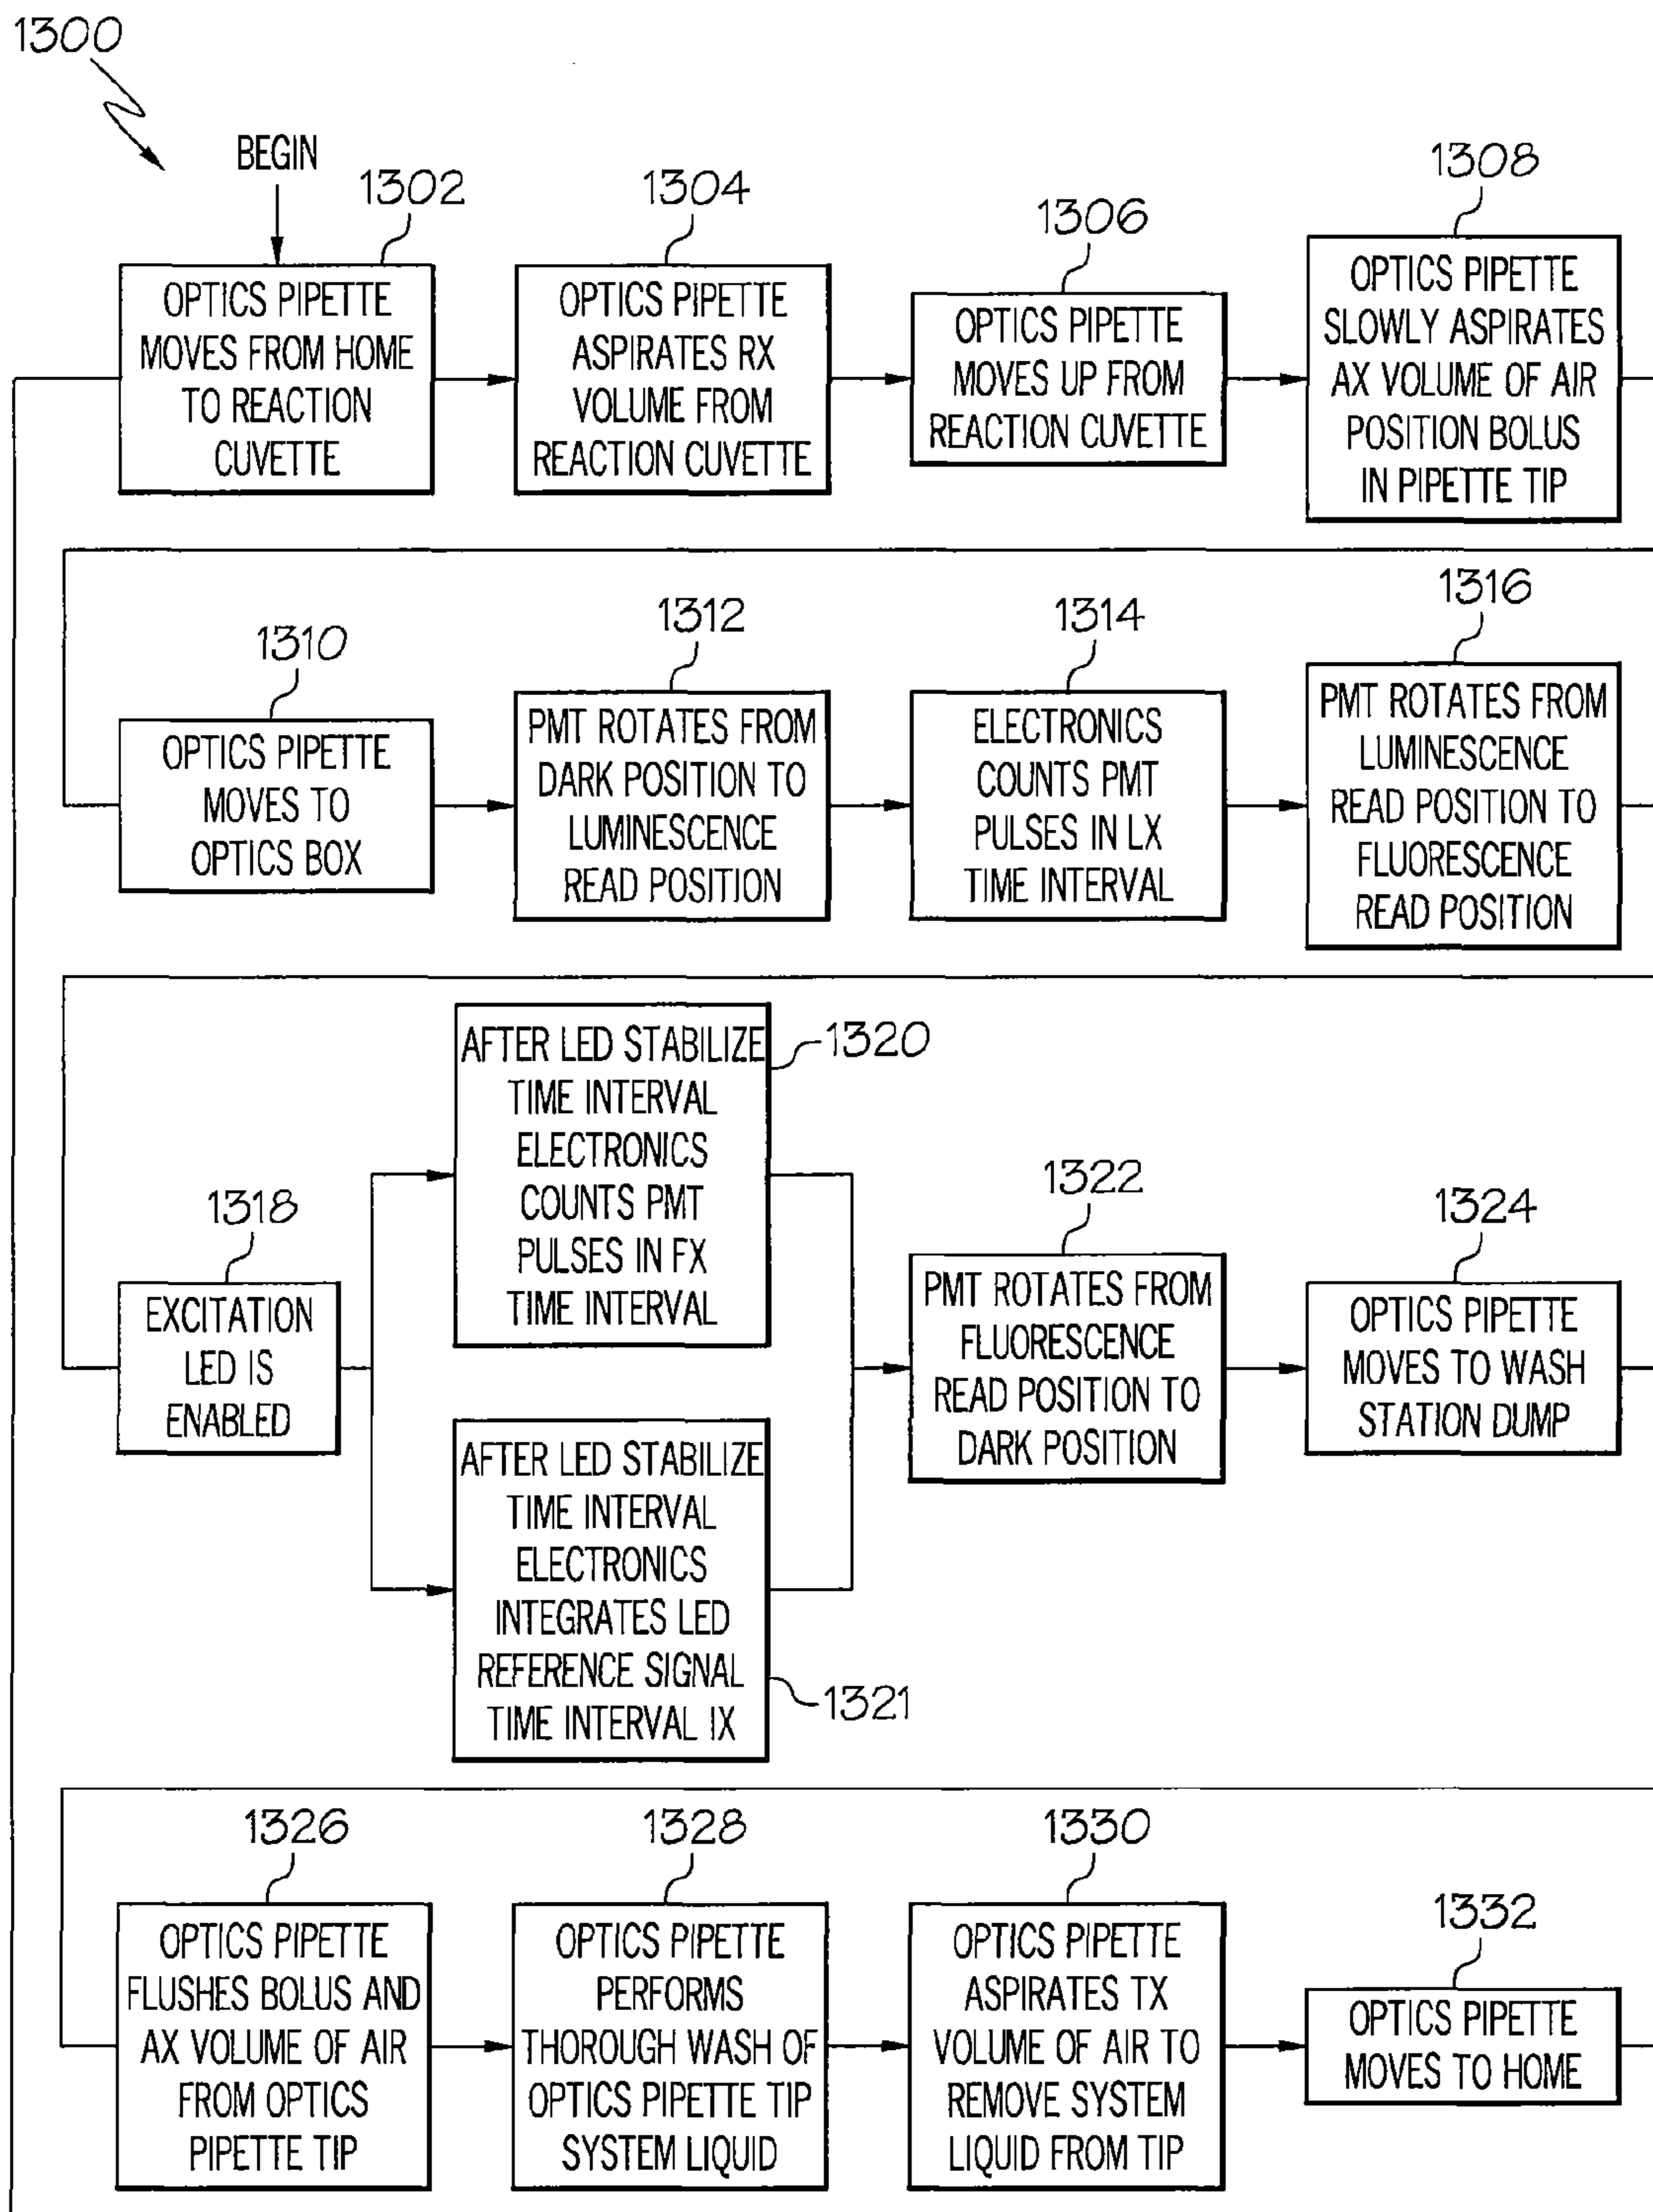 1300
BEGIN
1302
OPTICS PIPETTE
MOVES FROM HOME
TO REACTION
CUVETTE
1304
OPTICS PIPETTE
ASPIRATES RX
VOLUME FROM
REACTION CUVETTE
1306
OPTICS PIPETTE
MOVES UP FROM
REACTION CUVETTE
1308
OPTICS PIPETTE
SLOWLY ASPIRATES
AX VOLUME OF AIR
POSITION BOLUS
IN PIPETTE TIP
1310
OPTICS PIPETTE
MOVES TO
OPTICS BOX
1312
PMT ROTATES FROM
DARK POSITION TO
LUMINESCENCE
READ POSITION
1314
ELECTRONICS
COUNTS PMT
PULSES IN LX
TIME INTERVAL
1316
PMT ROTATES FROM
LUMINESCENCE
READ POSITION TO
FLUORESCENCE
READ POSITION
1318
EXCITATION
LED IS
ENABLED
1320
AFTER LED STABILIZE
TIME INTERVAL
ELECTRONICS
COUNTS PMT
PULSES IN FX
TIME INTERVAL
AFTER LED STABILIZE
TIME INTERVAL
ELECTRONICS
INTEGRATES LED
REFERENCE SIGNAL
TIME INTERVAL IX
1321
1322
PMT ROTATES FROM
FLUORESCENCE
READ POSITION TO
DARK POSITION
1324
OPTICS PIPETTE
MOVES TO WASH
STATION DUMP
1326
OPTICS PIPETTE
FLUSHES BOLUS AND
AX VOLUME OF AIR
FROM OPTICS
PIPETTE TIP
1328
OPTICS PIPETTE
PERFORMS
THOROUGH WASH OF
OPTICS PIPETTE TIP
SYSTEM LIQUID
1330
OPTICS PIPETTE
ASPIRATES TX
VOLUME OF AIR TO
REMOVE SYSTEM
LIQUID FROM TIP
1332
OPTICS PIPETTE
MOVES TO HOME